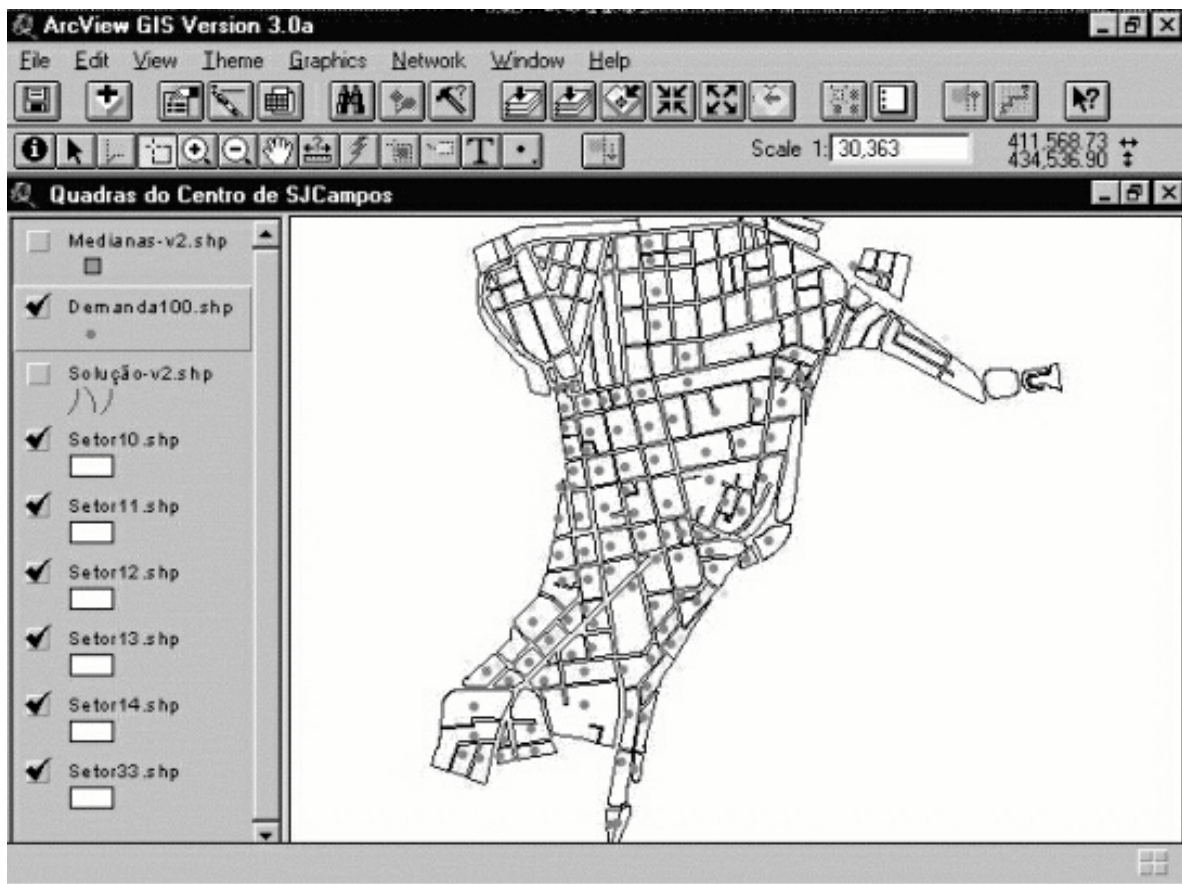 ArcView GIS Version 3.0a
File Edit View Theme Graphics Network Window Help
Scale 1: 30,363
411,568.73
434,536.90
Quadras do Centro de SJCampos
Medianas-v2.shp
Demanda100.shp
Solução-v2.shp
Setor10.shp
Setor11.shp
Setor12.shp
Setor13.shp
Setor14.shp
Setor33.shp